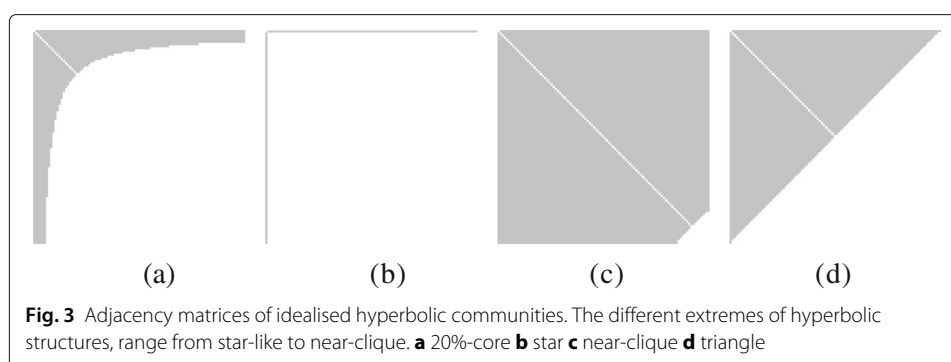 (a) (b) (c) (d)
Fig. 3 Adjacency matrices of idealised hyperbolic communities. The different extremes of hyperbolic
structures, range from star-like to near-clique. a 20%-core b star c near-clique d triangle